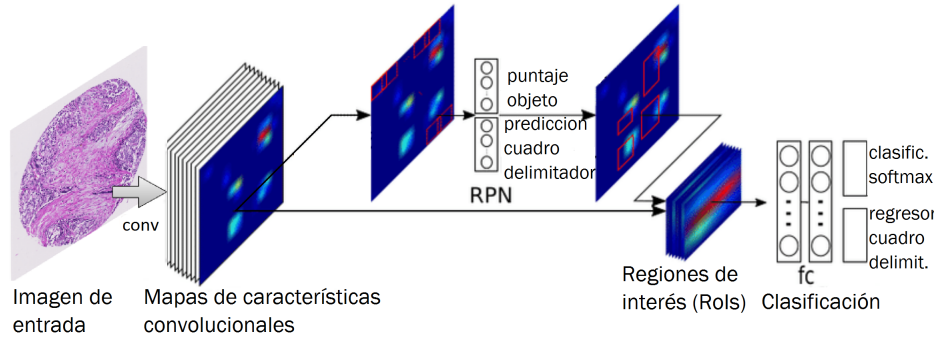 puntaje
objeto
prediccion
cuadro
delimitador
RPN
conv
clasific.
softmax
regresor
cuadro
delimit.
fc
Imagen de
entrada
Mapas de características
convolucionales
Regiones de
interés (RoIs)
Clasificación